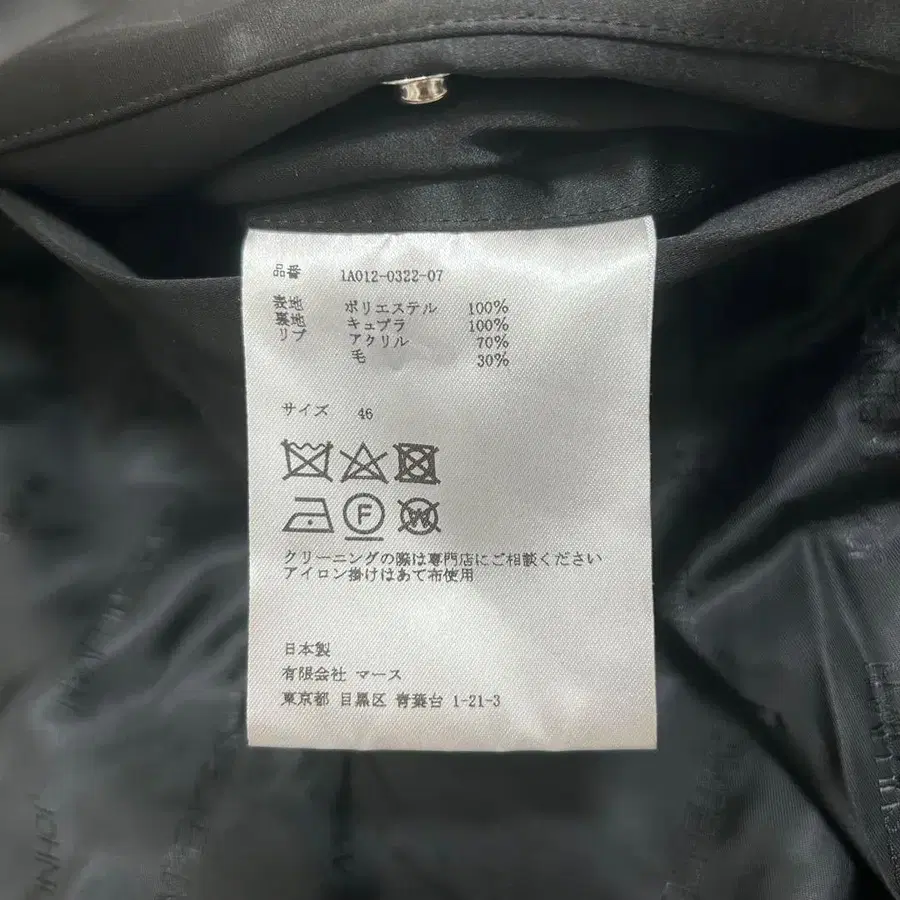 品番 1A012-0322-07
表地 ポリエステル 100%
裏地 キュプラ 100%
リブ アクリル 70%
毛 30%
サイズ 46
F W
クリーニングの際は専門店にご相談ください
アイロン掛けはあて布使用
日本製
有限会社 マース
東京都 目黒区 青葉台 1-21-3